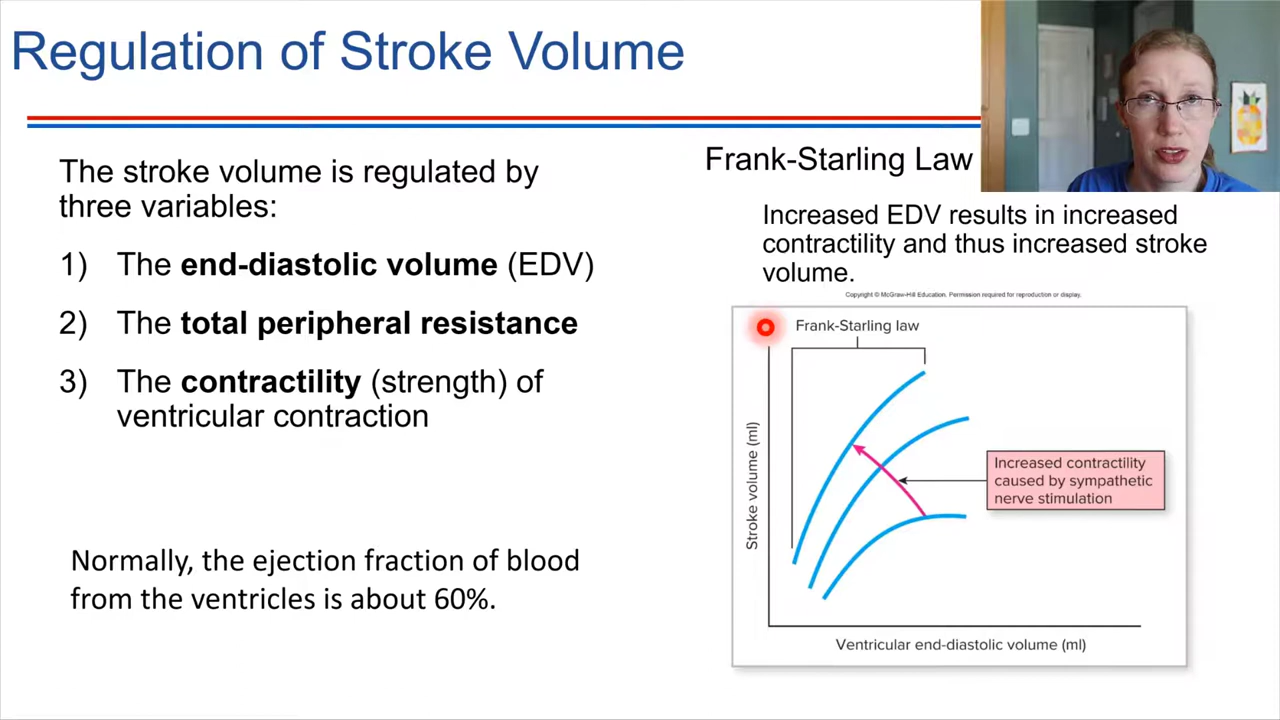 Regulation of Stroke Volume
The stroke volume is regulated by
three variables:
1) The end-diastolic volume (EDV)
2) The total peripheral resistance
3) The contractility (strength) of
ventricular contraction
Normally, the ejection fraction of blood
from the ventricles is about 60%.
Frank-Starling Law
Increased EDV results in increased
contractility and thus increased stroke
volume.
Copyright © McGraw-Hill Education. Permission required for reproduction or display.
Frank-Starling law
Stroke volume (ml)
Increased contractility
caused by sympathetic
nerve stimulation
Ventricular end-diastolic volume (ml)